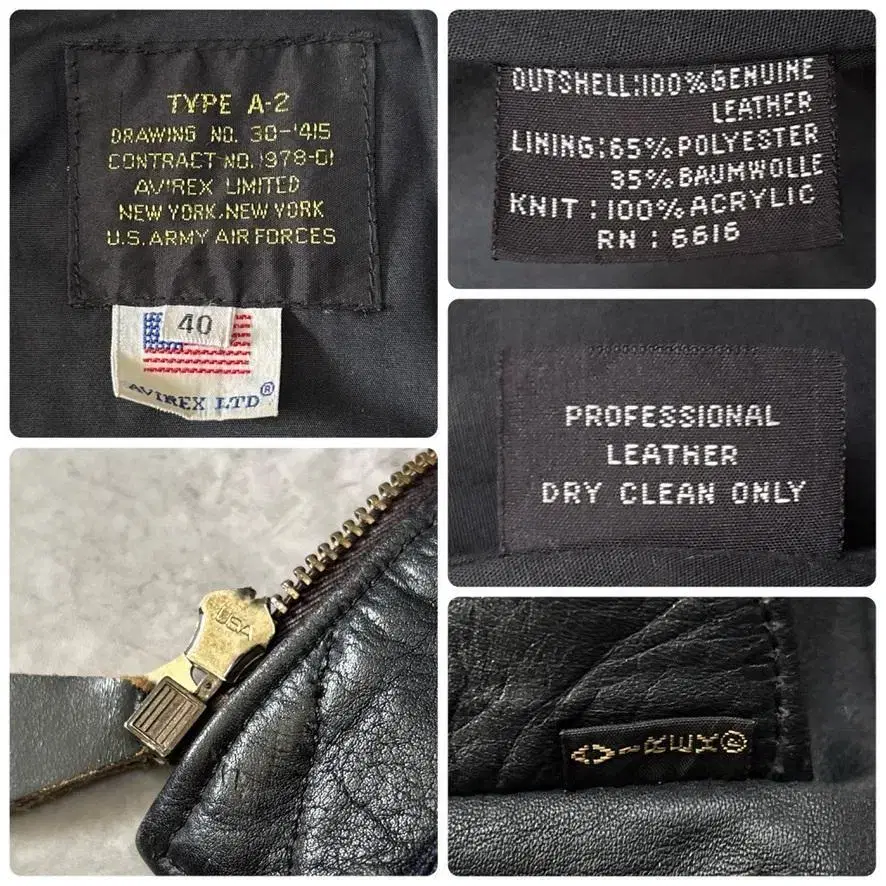 TYPE A-2
DRAWING NO. 30-1415
CONTRACT NO. 1978-01
AVIREX LIMITED
NEW YORK, NEW YORK
U.S. ARMY AIR FORCES
40
AVIREX LTD®
OUTSHELL:100% GENUINE
LEATHER
LINING:65% POLYESTER
35% BAUMWOLLE
KNIT : 100% ACRYLIC
RN : 6616
PROFESSIONAL
LEATHER
DRY CLEAN ONLY
USA
AVIREX®